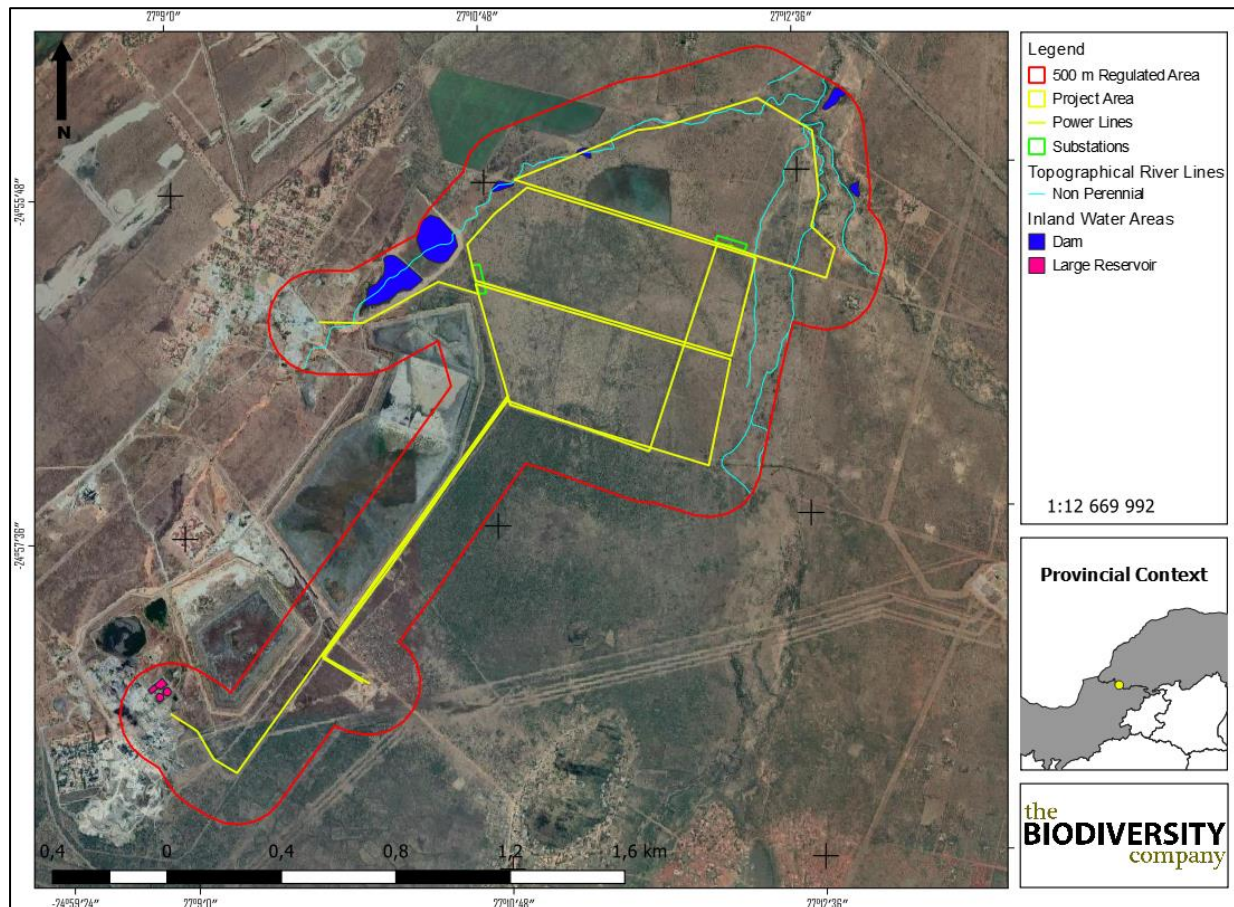 27°9'0"
27°10'48"
27°12'36"
N
-24°55'48"
-24°57'36"
-24°59'24"
27°9'0"
27°10'48"
27°12'36"
0,4
0
0,4
0,8
1,2
1,6 km
Legend
500 m Regulated Area
Project Area
Power Lines
Substations
Topographical River Lines
Non Perennial
Inland Water Areas
Dam
Large Reservoir
1:12 669 992
Provincial Context
the
BIODIVERSITY
company